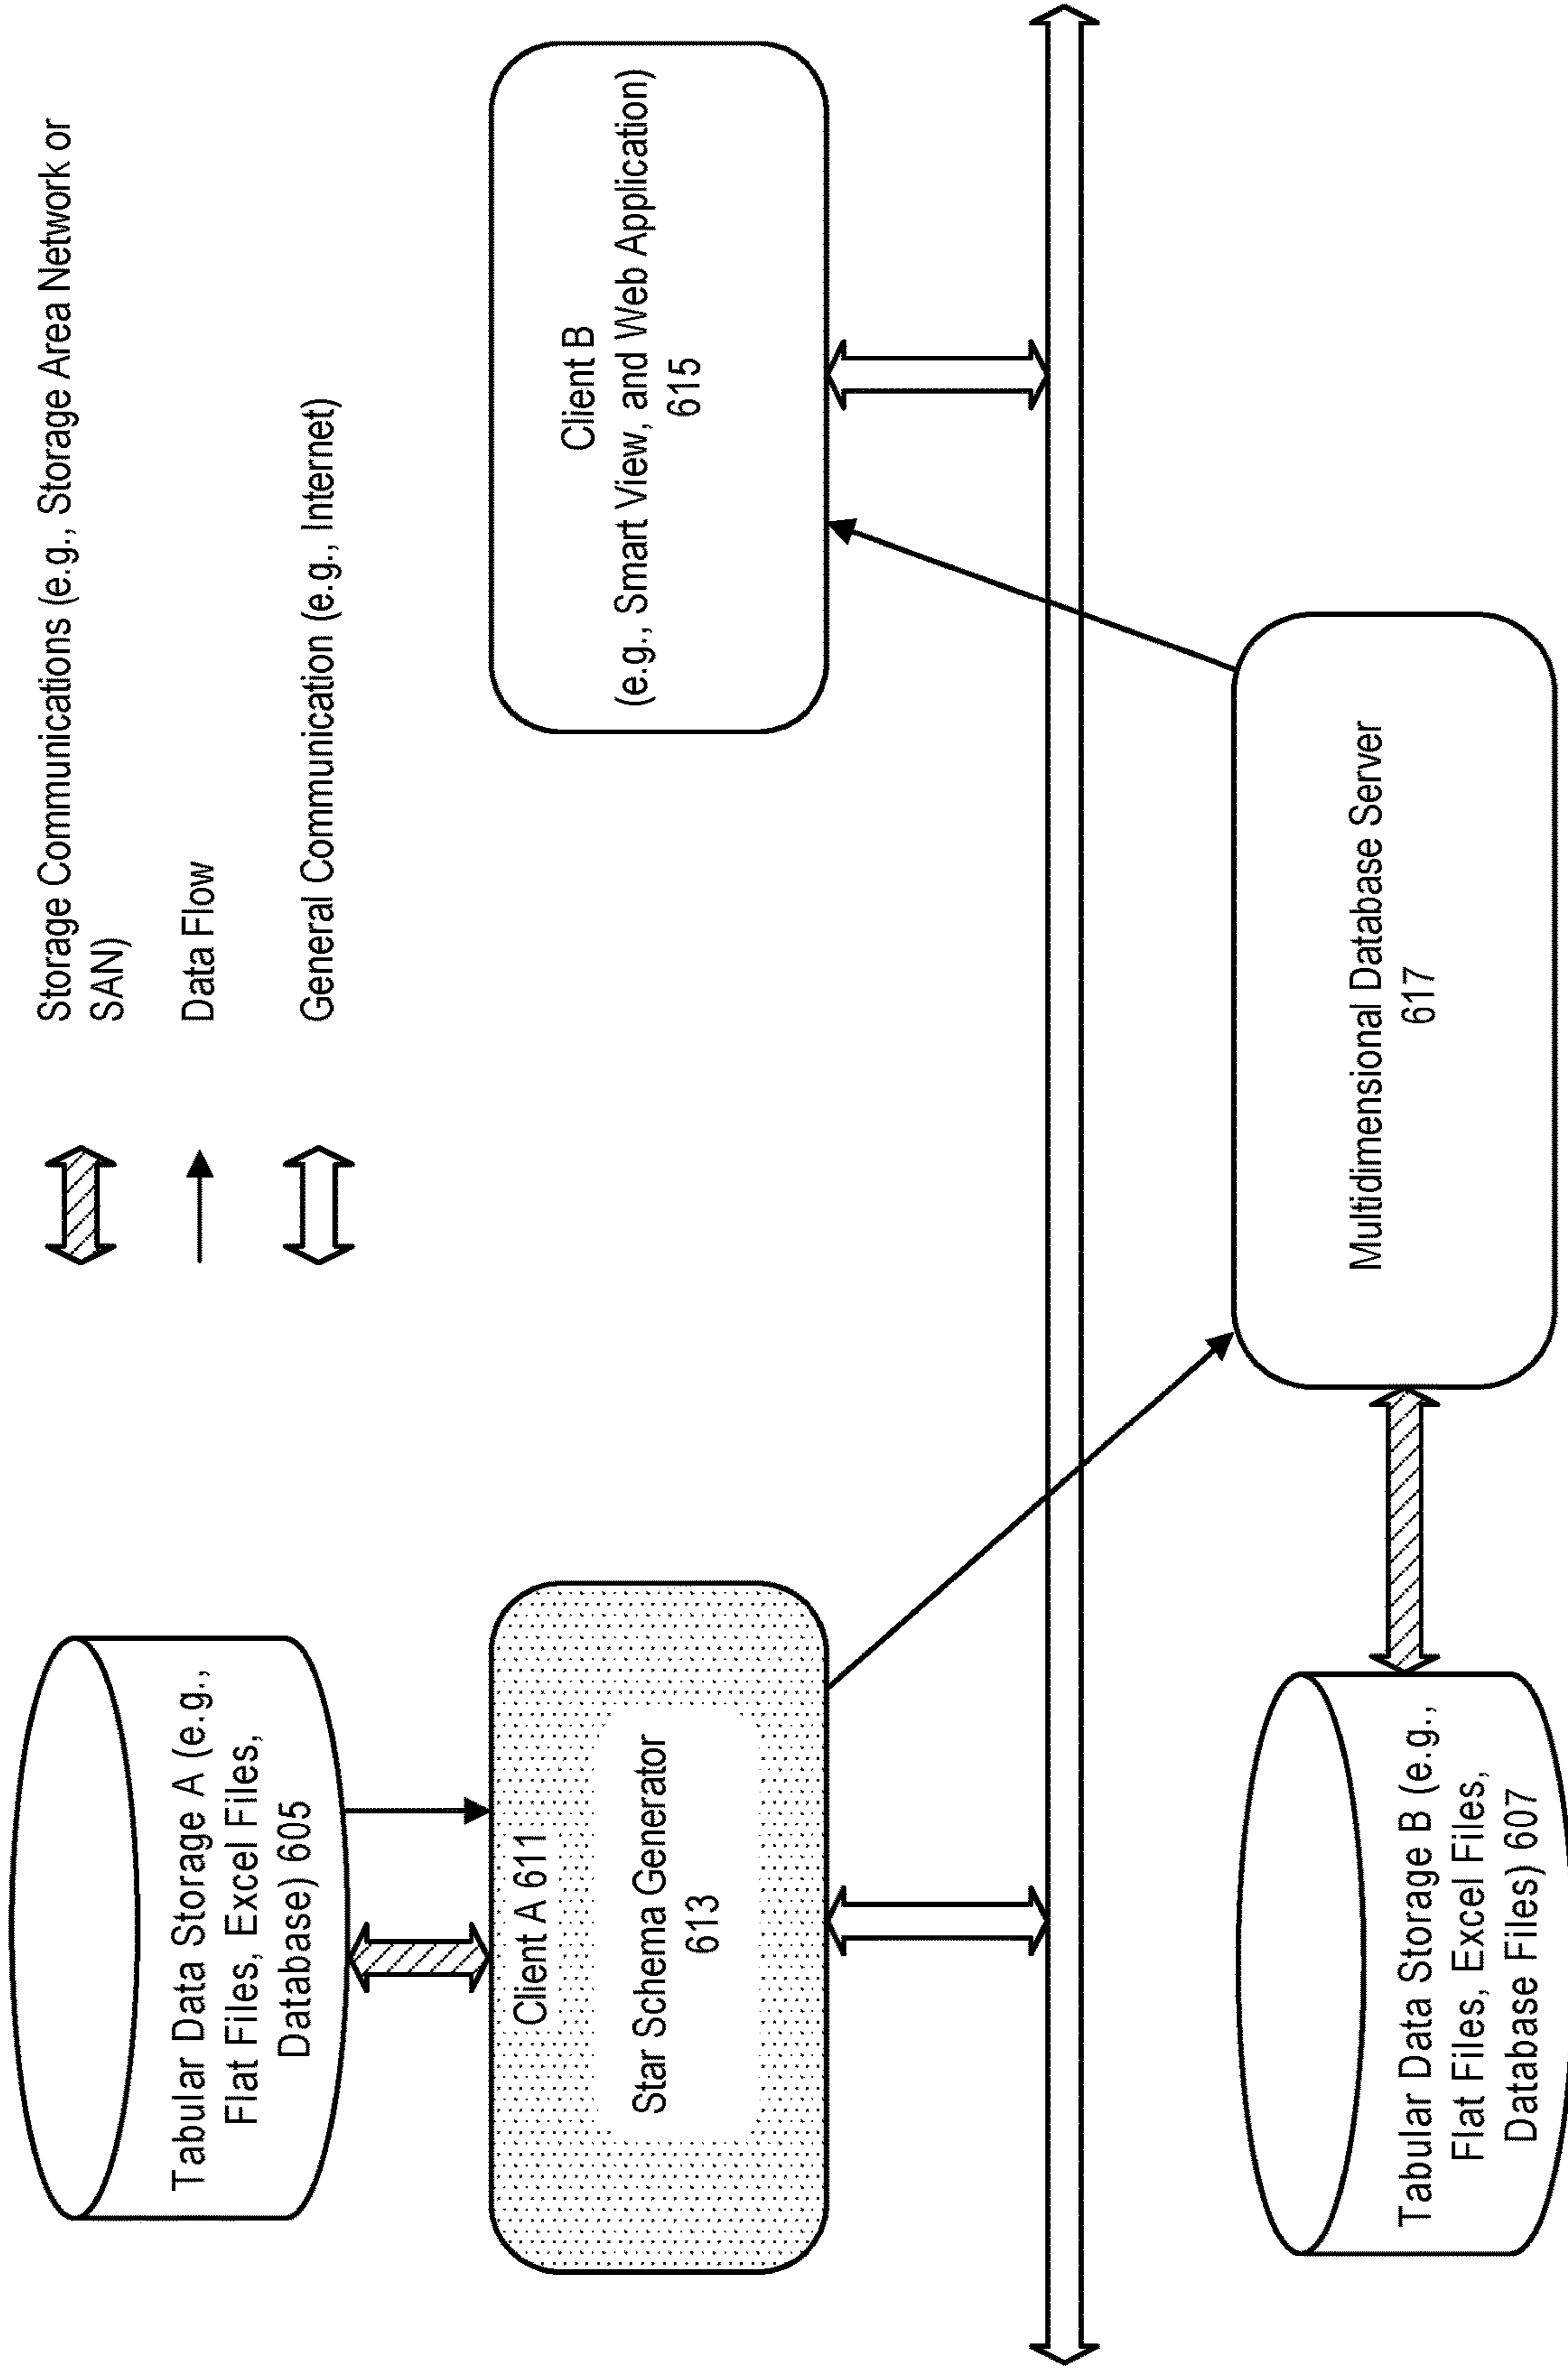 Storage Communications (e.g., Storage Area Network or
SAN)
Data Flow
General Communication (e.g., Internet)
Tabular Data Storage A (e.g.,
Flat Files, Excel Files,
Database) 605
Client A 611
Star Schema Generator
613
Client B
(e.g., Smart View, and Web Application)
615
Multidimensional Database Server
617
Tabular Data Storage B (e.g.,
Flat Files, Excel Files,
Database Files) 607